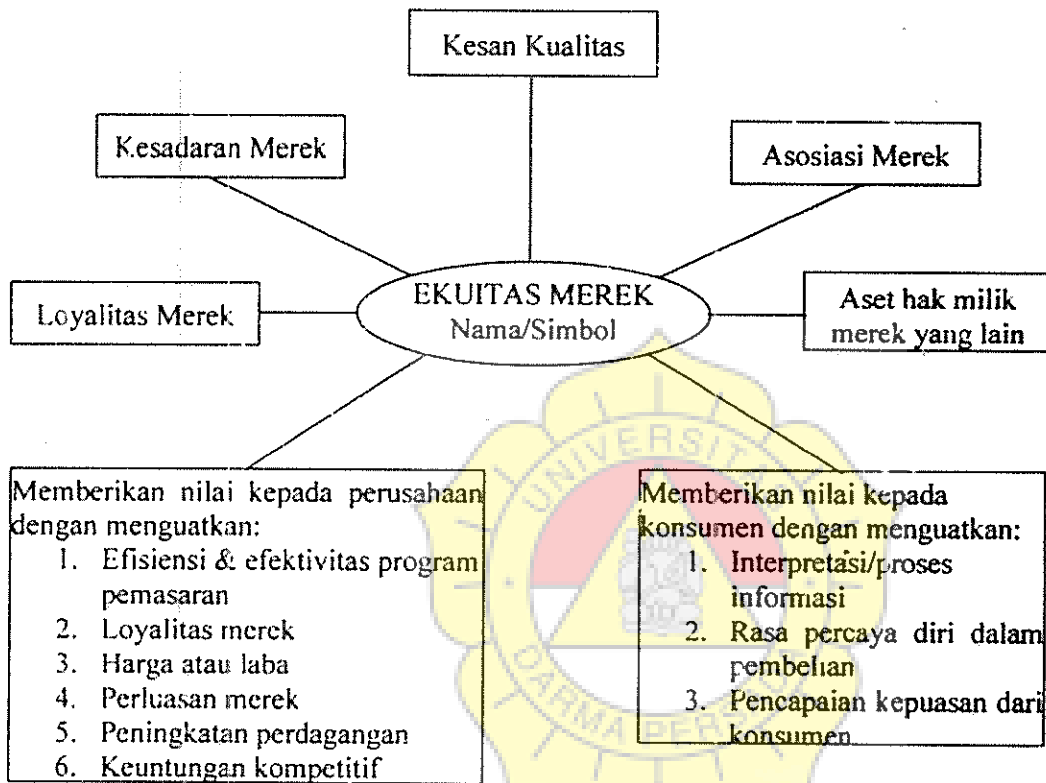 Kesan Kualitas
Kesadaran Merek
Asosiasi Merek
Loyalitas Merek
EKUITAS MEREK
Nama/Simbol
Aset hak milik
merek yang lain
Memberikan nilai kepada perusahaan
dengan menguatkan:
1. Efisiensi & efektivitas program
pemasaran
2. Loyalitas merek
3. Harga atau laba
4. Perluasan merek
5. Peningkatan perdagangan
6. Keuntungan kompetitif
Memberikan nilai kepada
konsumen dengan menguatkan:
1. Interpretasi/proses
informasi
2. Rasa percaya diri dalam
pembelian
3. Pencapaian kepuasan dari
konsumen
UNIVERSITAS
DARMA PERSADA